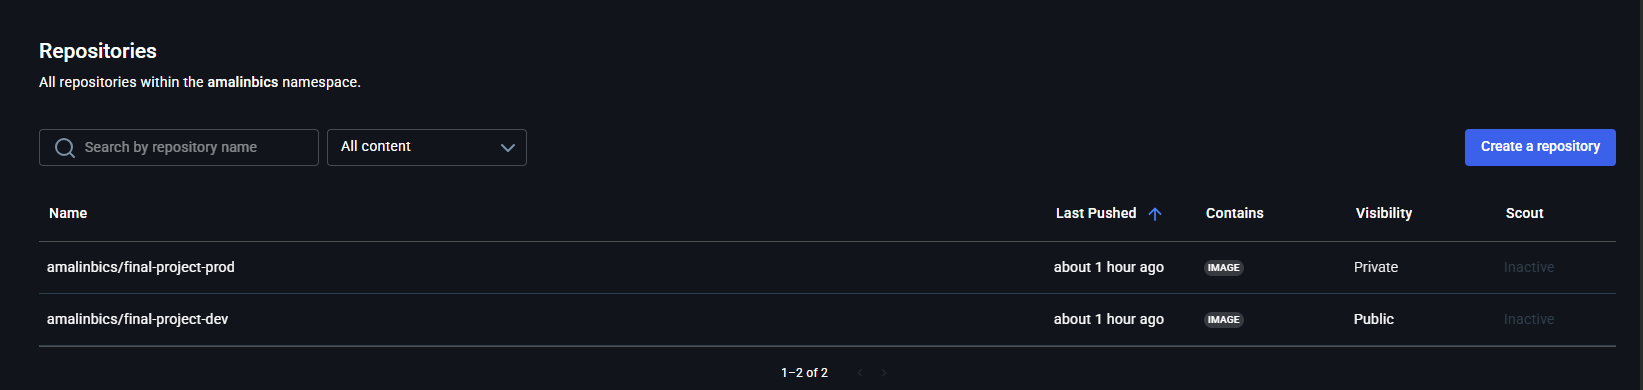 Repositories
All repositories within the amalinbics namespace.
Search by repository name
All content
Create a repository
Name Last Pushed Contains Visibility Scout
amalinbics/final-project-prod about 1 hour ago IMAGE Private Inactive
amalinbics/final-project-dev about 1 hour ago IMAGE Public Inactive
1–2 of 2